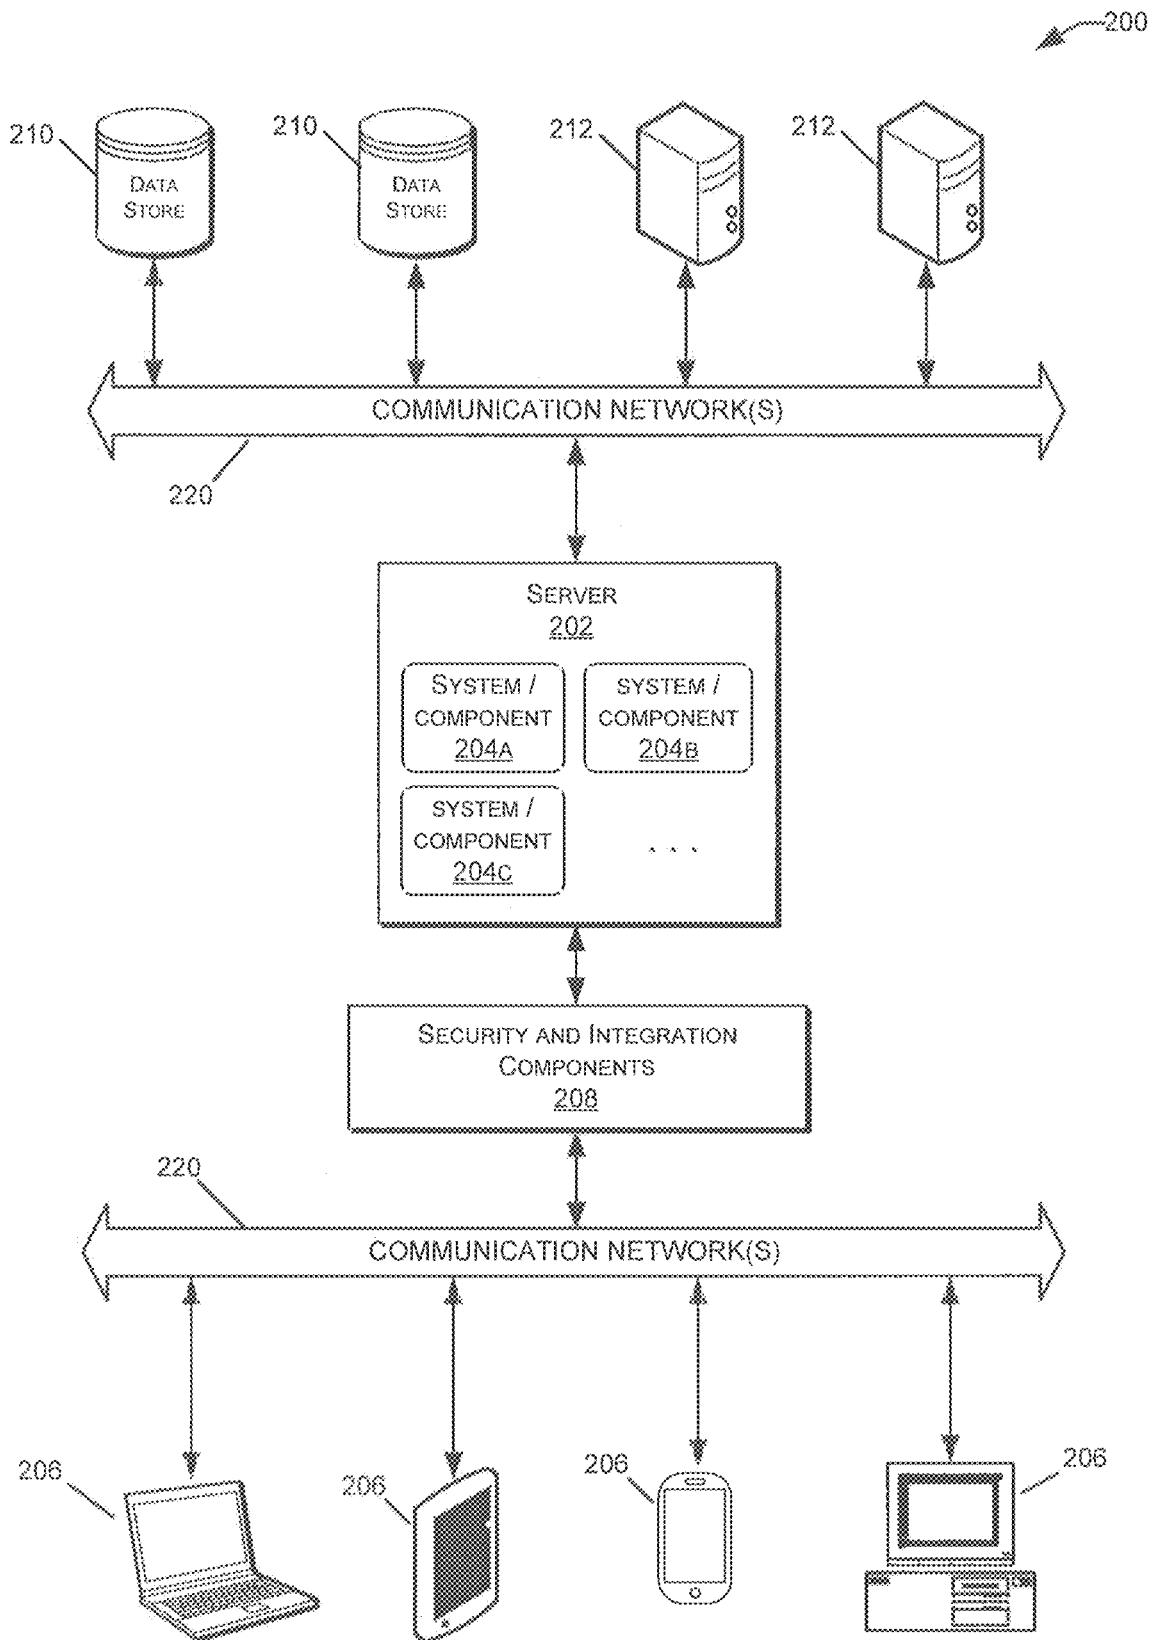 200
210
210
212
212
DATA
STORE
DATA
STORE
COMMUNICATION NETWORK(S)
220
SERVER
202
SYSTEM /
COMPONENT
204A
SYSTEM /
COMPONENT
204B
SYSTEM /
COMPONENT
204C
. . .
SECURITY AND INTEGRATION
COMPONENTS
208
220
COMMUNICATION NETWORK(S)
206
206
206
206